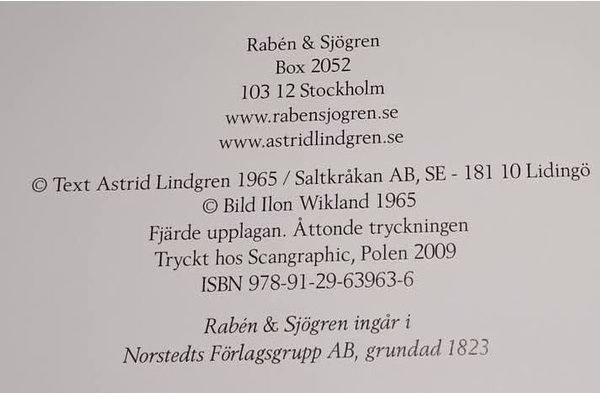 Rabén & Sjögren
Box 2052
103 12 Stockholm
www.rabensjogren.se
www.astridlindgren.se
© Text Astrid Lindgren 1965 / Saltkråkan AB, SE - 181 10 Lidingö
© Bild Ilon Wikland 1965
Fjärde upplagan. Åttonde tryckningen
Tryckt hos Scangraphic, Polen 2009
ISBN 978-91-29-63963-6
Rabén & Sjögren ingår i
Norstedts Förlagsgrupp AB, grundad 1823